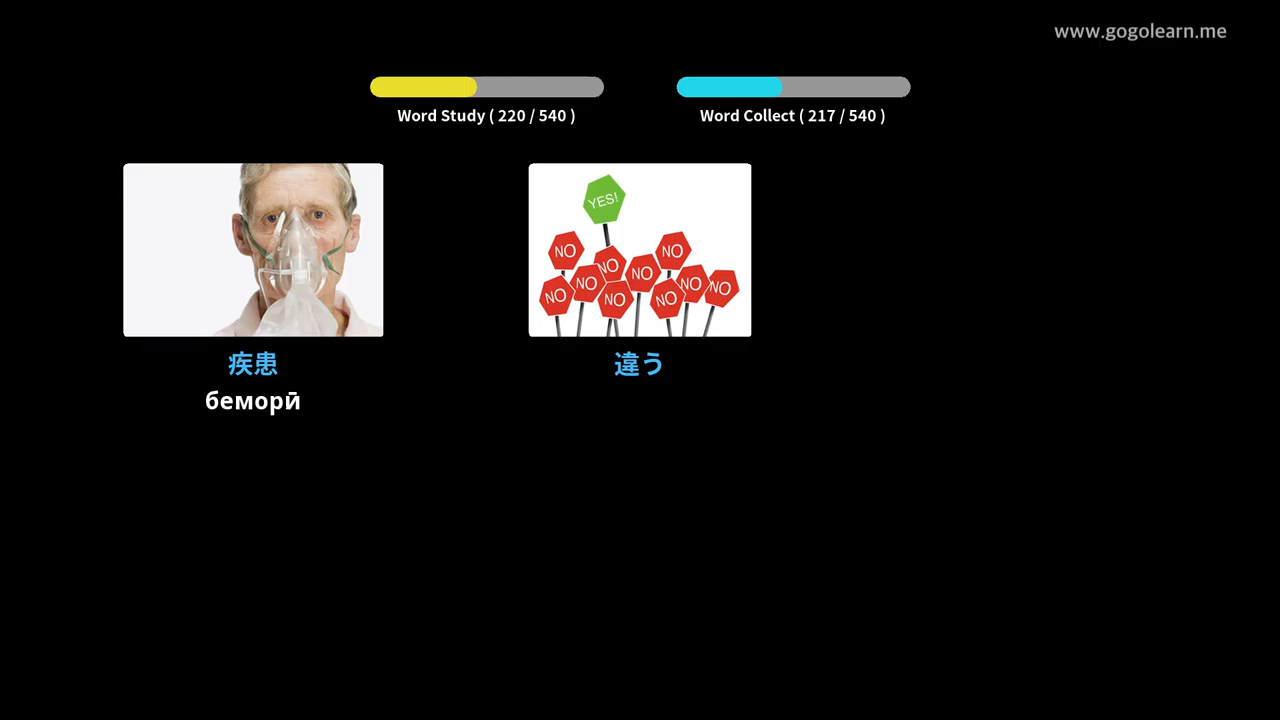 www.gogolearn.me
Word Study ( 220 / 540 )
Word Collect ( 217 / 540 )
YES!
NO
NO
NO
NO
NO
NO
NO
NO
NO
NO
疾患
違う
беморӣ